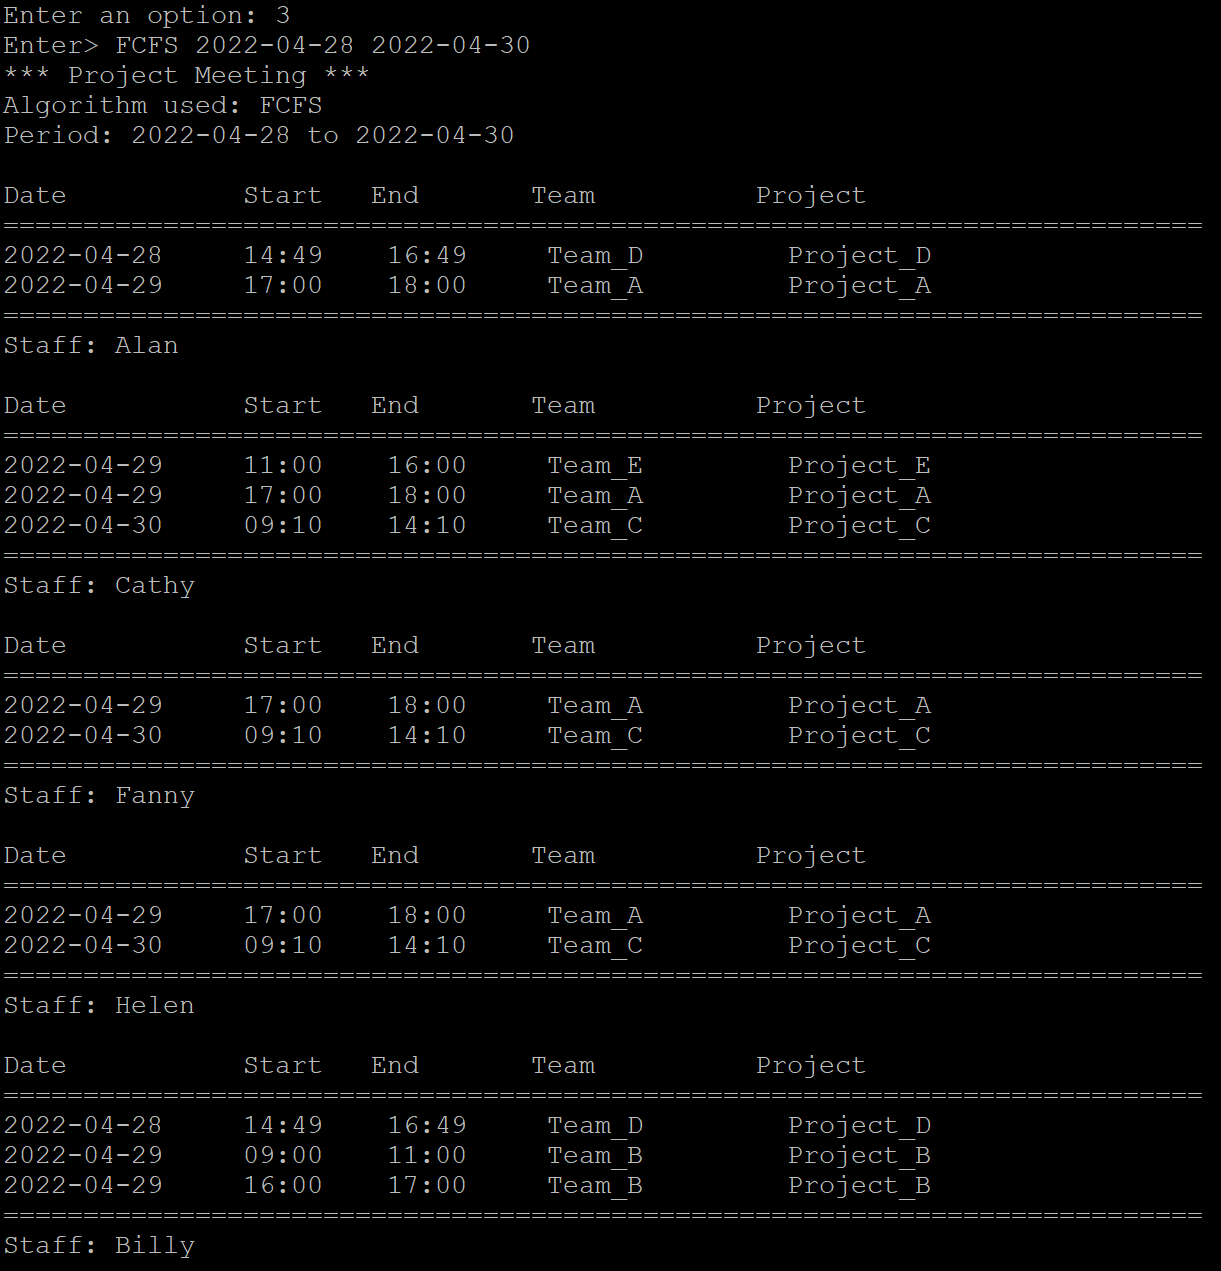 Enter an option: 3
Enter> FCFS 2022-04-28 2022-04-30
*** Project Meeting ***
Algorithm used: FCFS
Period: 2022-04-28 to 2022-04-30
Date Start End Team Project
===========================================================================
2022-04-28 14:49 16:49 Team_D Project_D
2022-04-29 17:00 18:00 Team_A Project_A
===========================================================================
Staff: Alan
Date Start End Team Project
===========================================================================
2022-04-29 11:00 16:00 Team_E Project_E
2022-04-29 17:00 18:00 Team_A Project_A
2022-04-30 09:10 14:10 Team_C Project_C
===========================================================================
Staff: Cathy
Date Start End Team Project
===========================================================================
2022-04-29 17:00 18:00 Team_A Project_A
2022-04-30 09:10 14:10 Team_C Project_C
===========================================================================
Staff: Fanny
Date Start End Team Project
===========================================================================
2022-04-29 17:00 18:00 Team_A Project_A
2022-04-30 09:10 14:10 Team_C Project_C
===========================================================================
Staff: Helen
Date Start End Team Project
===========================================================================
2022-04-28 14:49 16:49 Team_D Project_D
2022-04-29 09:00 11:00 Team_B Project_B
2022-04-29 16:00 17:00 Team_B Project_B
===========================================================================
Staff: Billy